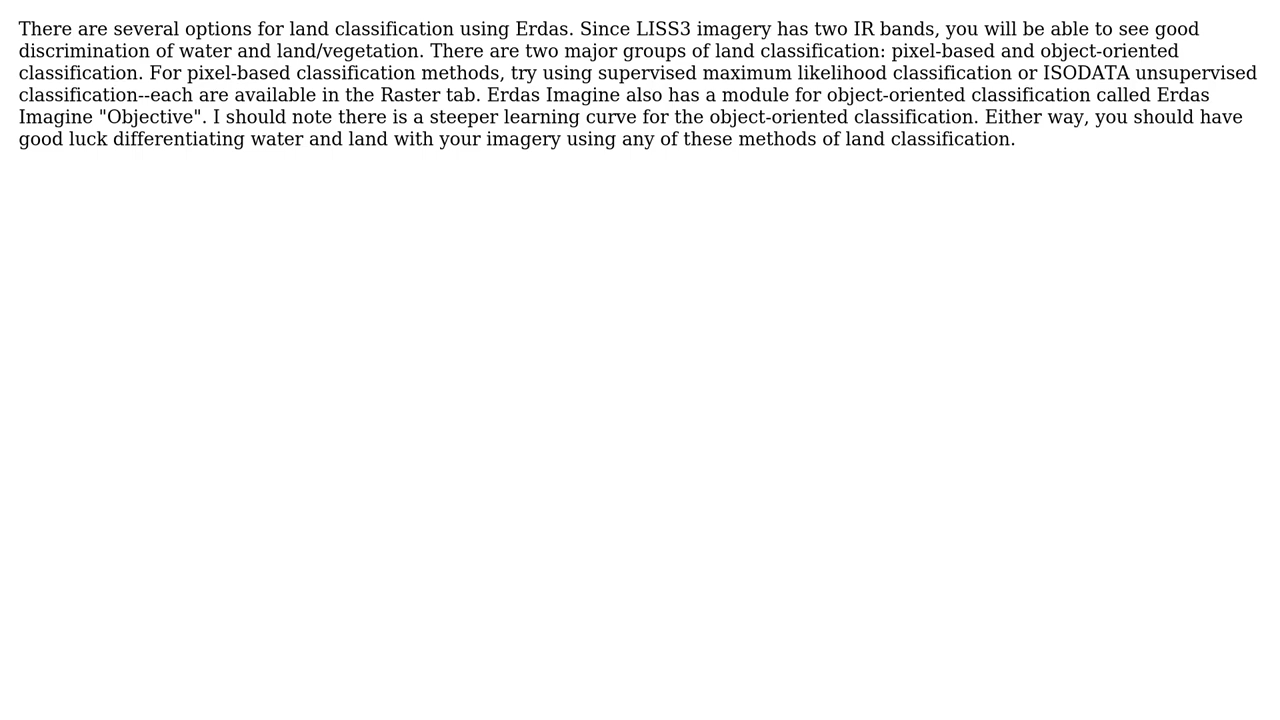 There are several options for land classification using Erdas. Since LISS3 imagery has two IR bands, you will be able to see good
discrimination of water and land/vegetation. There are two major groups of land classification: pixel-based and object-oriented
classification. For pixel-based classification methods, try using supervised maximum likelihood classification or ISODATA unsupervised
classification--each are available in the Raster tab. Erdas Imagine also has a module for object-oriented classification called Erdas
Imagine "Objective". I should note there is a steeper learning curve for the object-oriented classification. Either way, you should have
good luck differentiating water and land with your imagery using any of these methods of land classification.